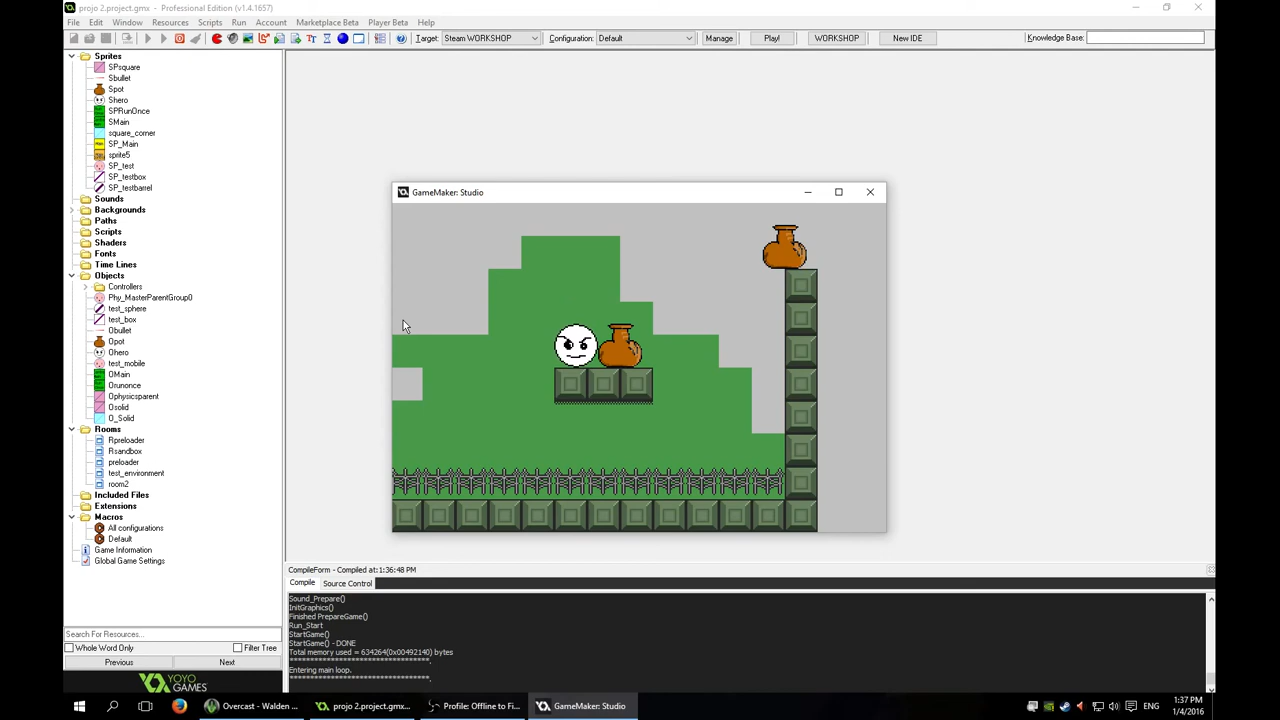 projo 2.project.gmx - Professional Edition (v1.4.1657)
File Edit Window Resources Scripts Run Account Marketplace Beta Player Beta Help
Target: Steam WORKSHOP Configuration: Default Manage Play! WORKSHOP New IDE Knowledge Base:
Sprites
SPsquare
Sbullet
Spot
Shero
SPRunOnce
SMain
square_corner
SP_Main
sprite5
SP_test
SP_testbox
SP_testbarrel
Sounds
Backgrounds
Paths
Scripts
Shaders
Fonts
Time Lines
Objects
Controllers
Phy_MasterParentGroup0
test_sphere
test_box
Obullet
Opot
Ohero
test_mobile
OMain
Orunonce
Ophysicsparent
Osolid
O_Solid
Rooms
Rpreloader
Rsandbox
preloader
test_environment
room2
Included Files
Extensions
Macros
All configurations
Default
Game Information
Global Game Settings
Search For Resources...
Whole Word Only Filter Tree
Previous Next
YOYO
GAMES
GameMaker: Studio
CompileForm - Compiled at:1:36:48 PM
Compile Source Control
Sound_Prepare()
InitGraphics()
Finished PrepareGame()
Run_Start
StartGame()
StartGame() - DONE
Total memory used = 634264(0x00492140) bytes
**********************************.
Entering main loop.
**********************************.
Overcast - Walden ... projo 2.project.gmx... Profile: Offline to Fi... GameMaker: Studio ENG 1:37 PM
1/4/2016